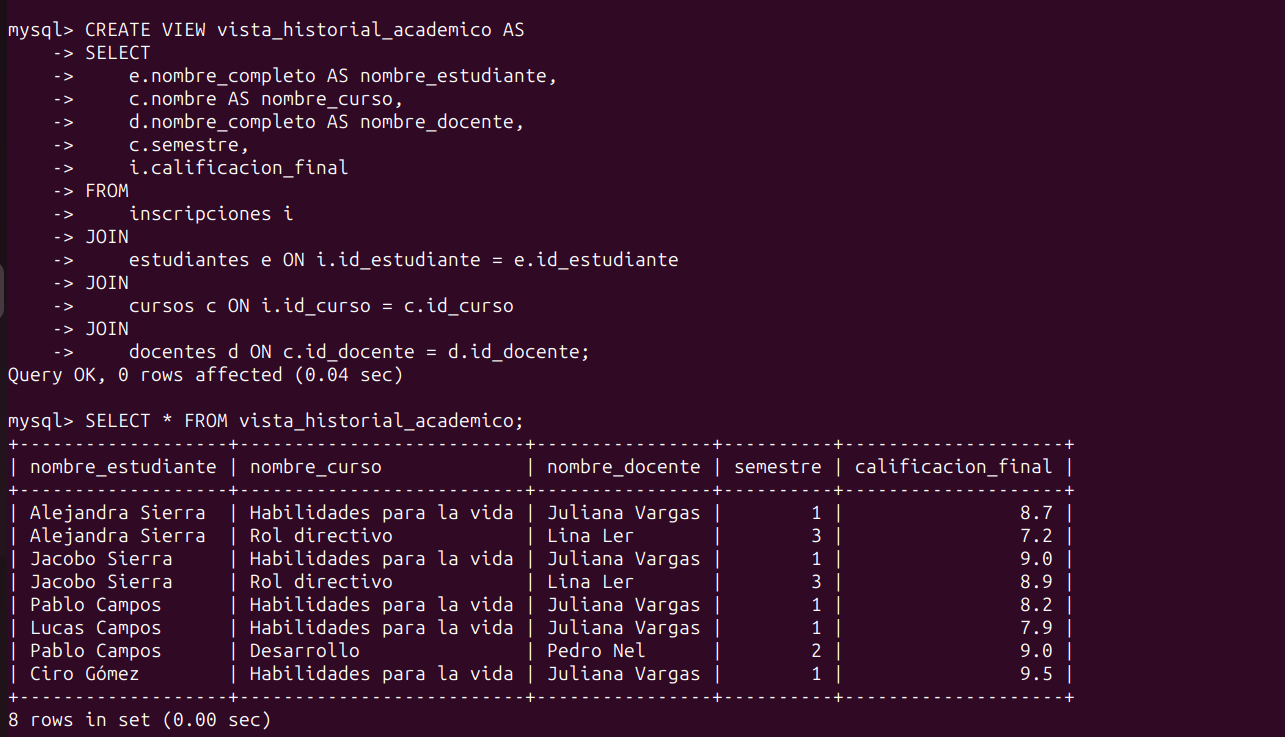 mysql> CREATE VIEW vista_historial_academico AS
    -> SELECT
    ->     e.nombre_completo AS nombre_estudiante,
    ->     c.nombre AS nombre_curso,
    ->     d.nombre_completo AS nombre_docente,
    ->     c.semestre,
    ->     i.calificacion_final
    -> FROM
    ->     inscripciones i
    -> JOIN
    ->     estudiantes e ON i.id_estudiante = e.id_estudiante
    -> JOIN
    ->     cursos c ON i.id_curso = c.id_curso
    -> JOIN
    ->     docentes d ON c.id_docente = d.id_docente;
Query OK, 0 rows affected (0.04 sec)

mysql> SELECT * FROM vista_historial_academico;
+-------------------+--------------------------+----------------+----------+--------------------+
| nombre_estudiante | nombre_curso             | nombre_docente | semestre | calificacion_final |
+-------------------+--------------------------+----------------+----------+--------------------+
| Alejandra Sierra  | Habilidades para la vida | Juliana Vargas |        1 |                8.7 |
| Alejandra Sierra  | Rol directivo            | Lina Ler       |        3 |                7.2 |
| Jacobo Sierra     | Habilidades para la vida | Juliana Vargas |        1 |                9.0 |
| Jacobo Sierra     | Rol directivo            | Lina Ler       |        3 |                8.9 |
| Pablo Campos      | Habilidades para la vida | Juliana Vargas |        1 |                8.2 |
| Lucas Campos      | Habilidades para la vida | Juliana Vargas |        1 |                7.9 |
| Pablo Campos      | Desarrollo               | Pedro Nel      |        2 |                9.0 |
| Ciro Gómez        | Habilidades para la vida | Juliana Vargas |        1 |                9.5 |
+-------------------+--------------------------+----------------+----------+--------------------+
8 rows in set (0.00 sec)